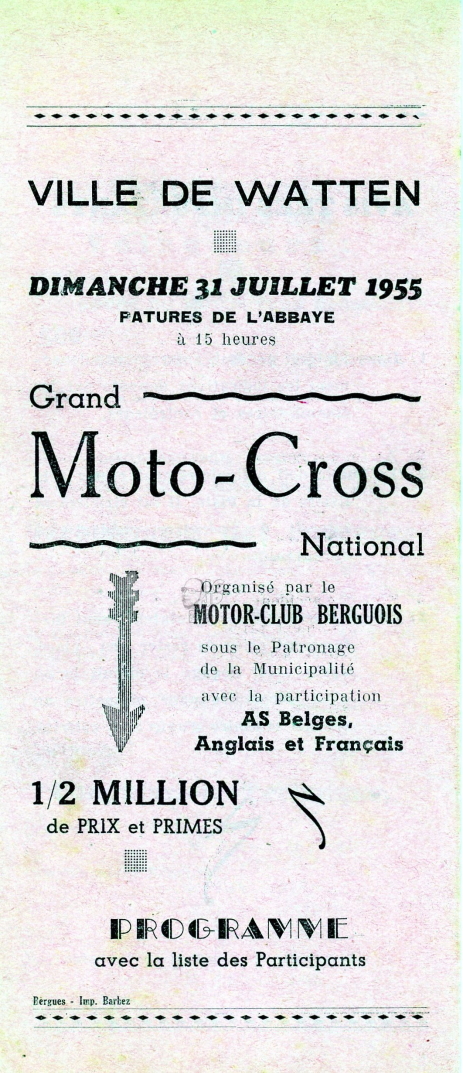 VILLE DE WATTEN
DIMANCHE 31 JUILLET 1955
PATURES DE L'ABBAYE
à 15 heures
Grand
Moto-Cross
National
Organisé par le
MOTOR-CLUB BERGUOIS
sous le Patronage
de la Municipalité
avec la participation
AS Belges,
Anglais et Français
1/2 MILLION
de PRIX et PRIMES
PROGRAMME
avec la liste des Participants
Bergues - Imp. Barbez